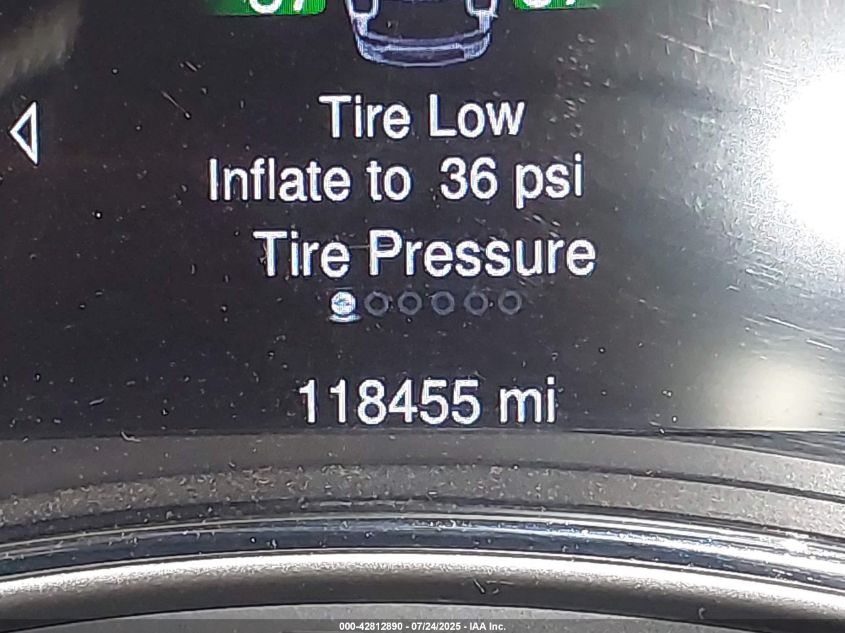 Tire Low
Inflate to 36 psi
Tire Pressure
118455 mi
000-42812890 - 07/24/2025 - IAA Inc.